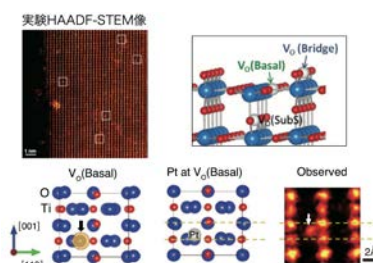 実験HAADF-STEM像
1 nm
Vo(Bridge)
Vo(Basal)
Vo(SubS)
Vo(Basal)
Pt at Vo(Basal)
Observed
O
Ti
Pt
[001]
2Å